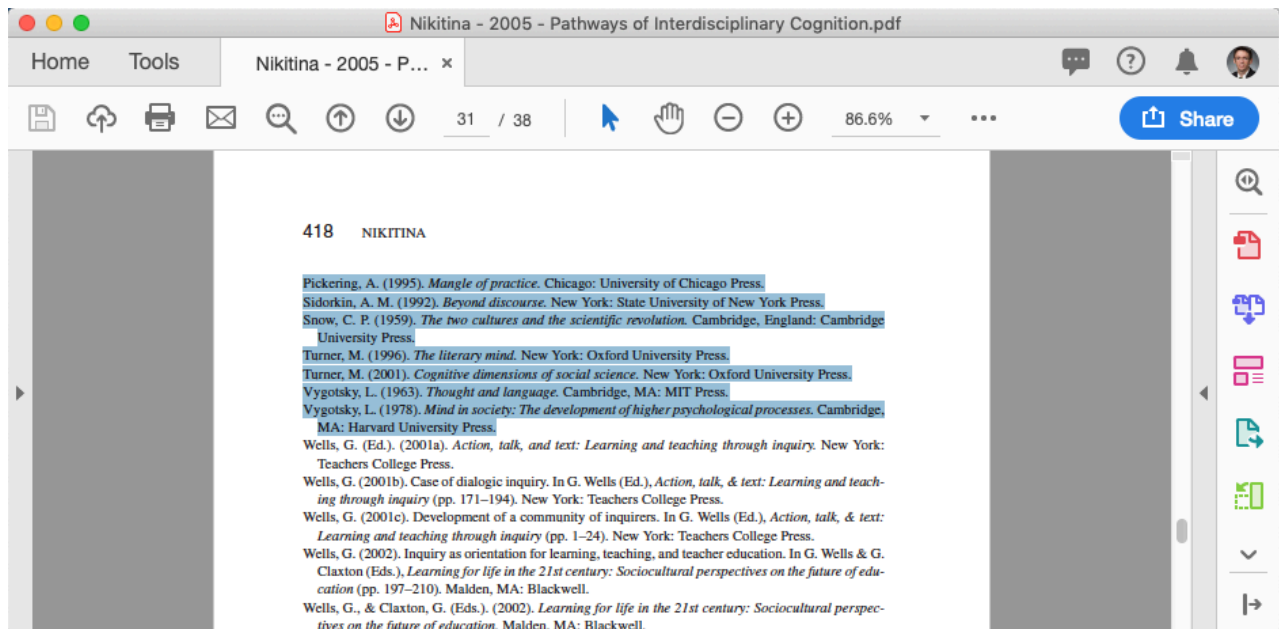 Nikitina - 2005 - Pathways of Interdisciplinary Cognition.pdf
Home Tools Nikitina - 2005 - P... ×
31 / 38 86.6% Share
418 NIKITINA
Pickering, A. (1995). Mangle of practice. Chicago: University of Chicago Press.
Sidorkin, A. M. (1992). Beyond discourse. New York: State University of New York Press.
Snow, C. P. (1959). The two cultures and the scientific revolution. Cambridge, England: Cambridge
University Press.
Turner, M. (1996). The literary mind. New York: Oxford University Press.
Turner, M. (2001). Cognitive dimensions of social science. New York: Oxford University Press.
Vygotsky, L. (1963). Thought and language. Cambridge, MA: MIT Press.
Vygotsky, L. (1978). Mind in society: The development of higher psychological processes. Cambridge,
MA: Harvard University Press.
Wells, G. (Ed.). (2001a). Action, talk, and text: Learning and teaching through inquiry. New York:
Teachers College Press.
Wells, G. (2001b). Case of dialogic inquiry. In G. Wells (Ed.), Action, talk, & text: Learning and teach-
ing through inquiry (pp. 171–194). New York: Teachers College Press.
Wells, G. (2001c). Development of a community of inquirers. In G. Wells (Ed.), Action, talk, & text:
Learning and teaching through inquiry (pp. 1–24). New York: Teachers College Press.
Wells, G. (2002). Inquiry as orientation for learning, teaching, and teacher education. In G. Wells & G.
Claxton (Eds.), Learning for life in the 21st century: Sociocultural perspectives on the future of edu-
cation (pp. 197–210). Malden, MA: Blackwell.
Wells, G., & Claxton, G. (Eds.). (2002). Learning for life in the 21st century: Sociocultural perspec-
tives on the future of education. Malden, MA: Blackwell.